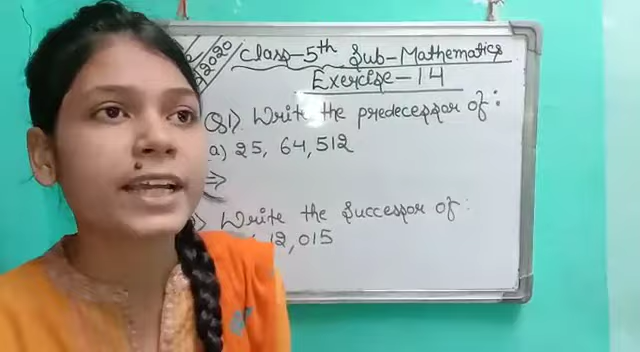 2020
Class-5th Sub-Mathematics
Exercise-14
Q1). Write the predecessor of:
a) 25, 64,512
⇒
Write the successor of:
12,015